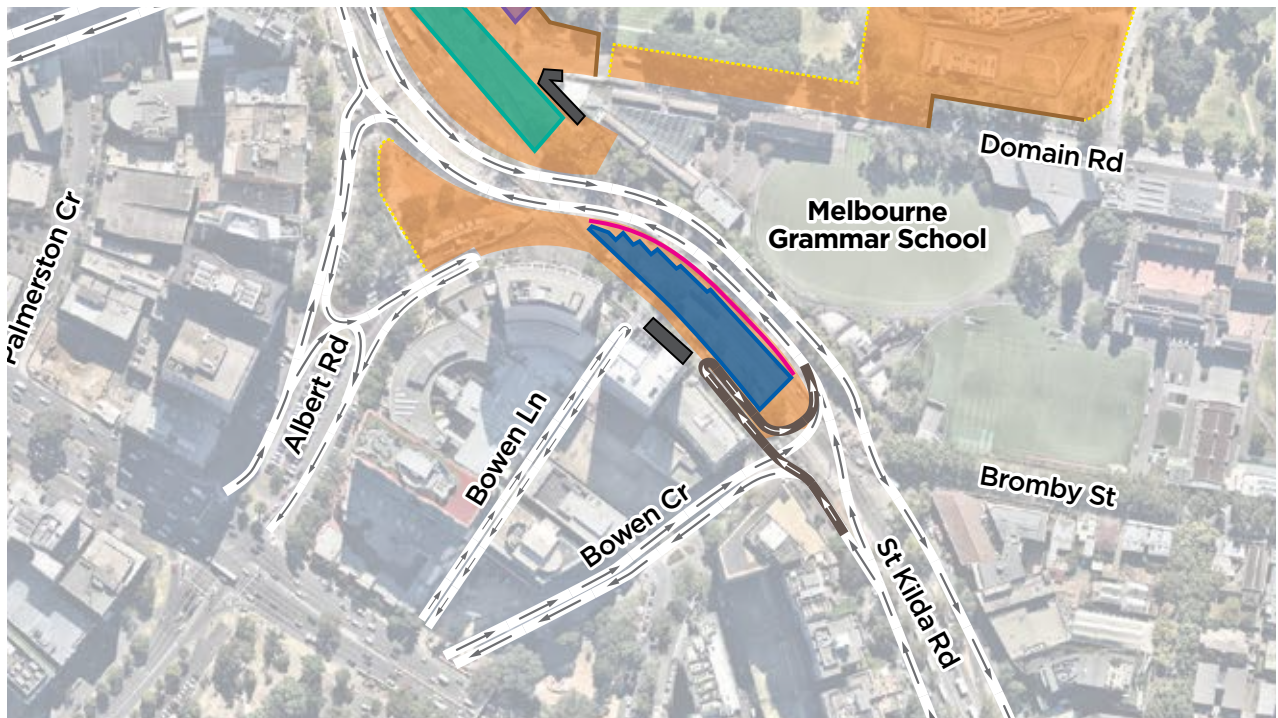 Domain Rd
Melbourne
Grammar School
Palmerston Cr
Albert Rd
Bowen Ln
Bowen Cr
Bromby St
St Kilda Rd